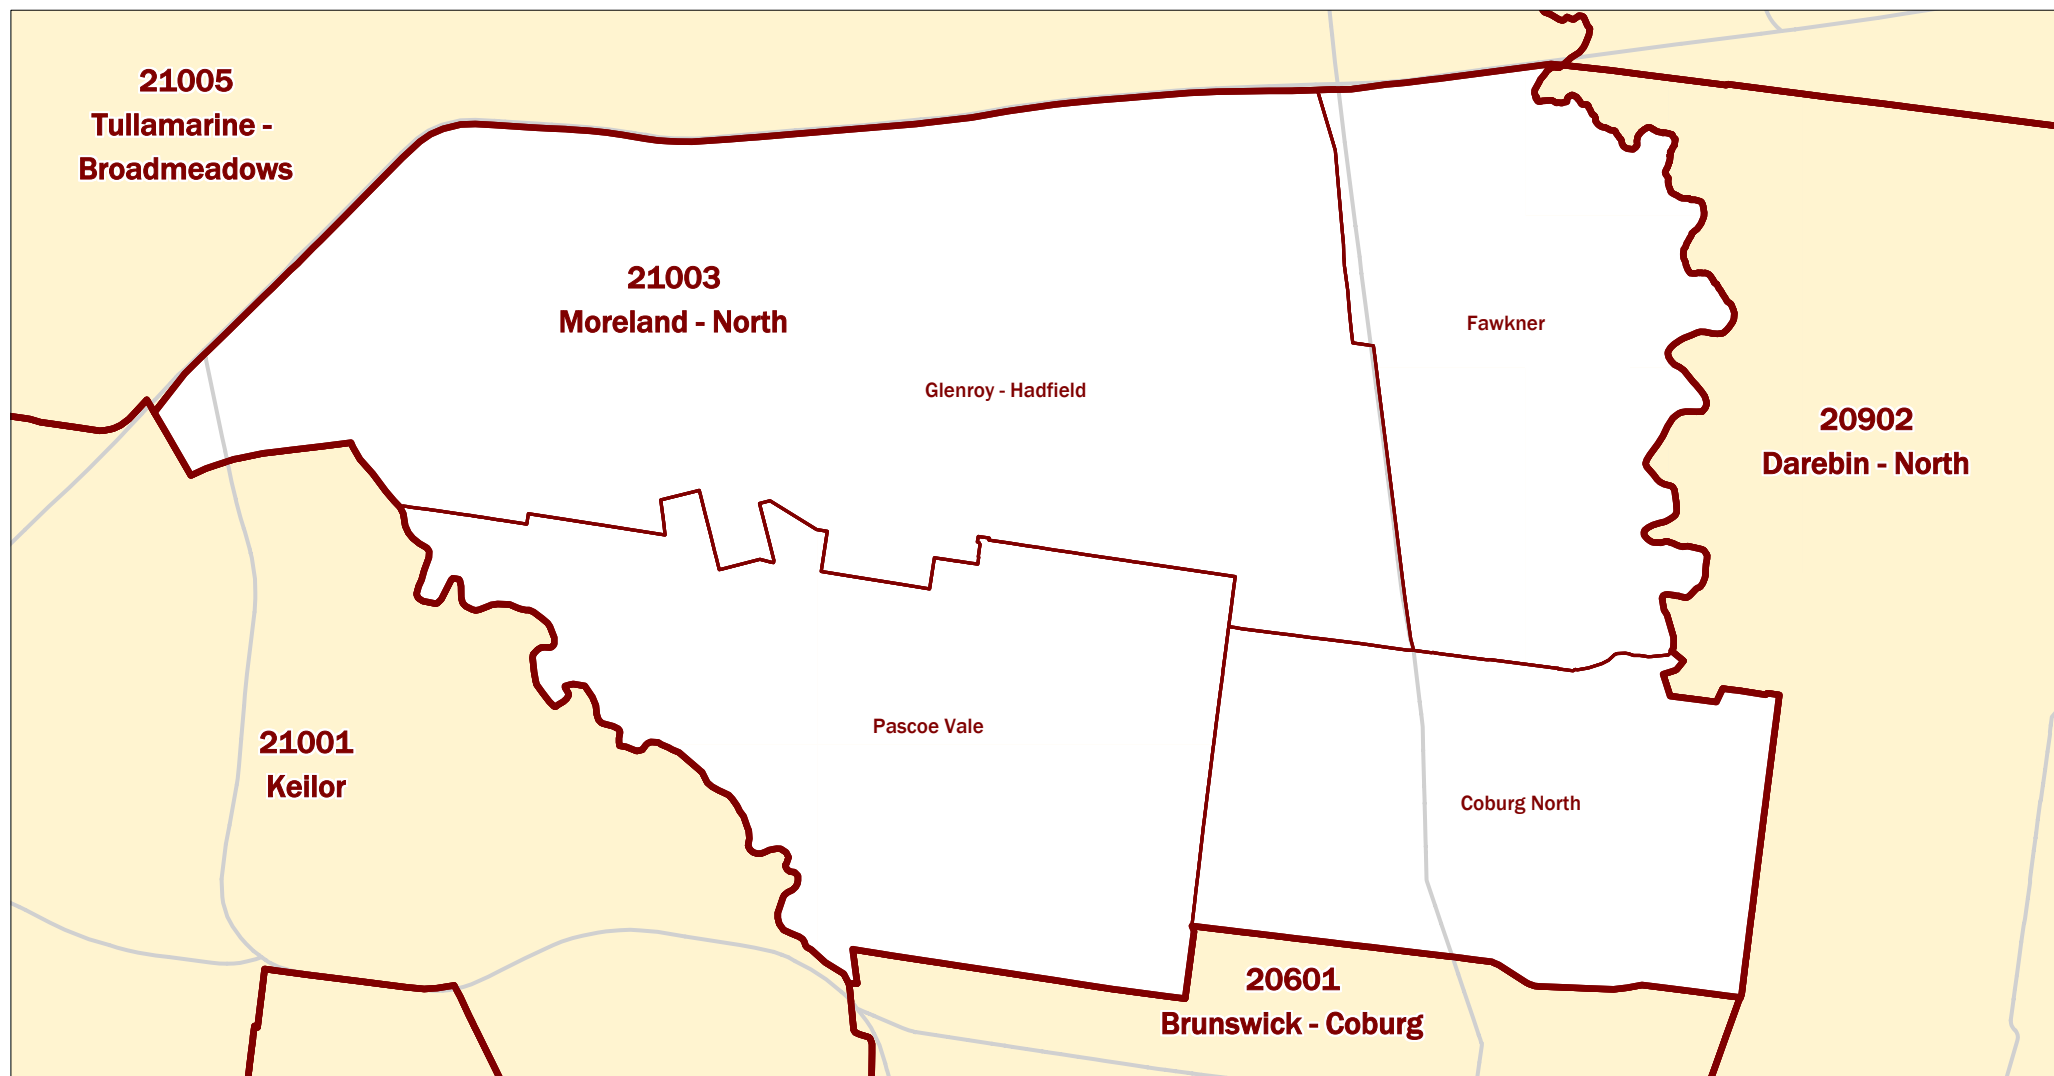 21005
Tullamarine -
Broadmeadows
21003
Moreland - North
Fawkner
Glenroy - Hadfield
20902
Darebin - North
Pascoe Vale
21001
Keilor
Coburg North
20601
Brunswick - Coburg